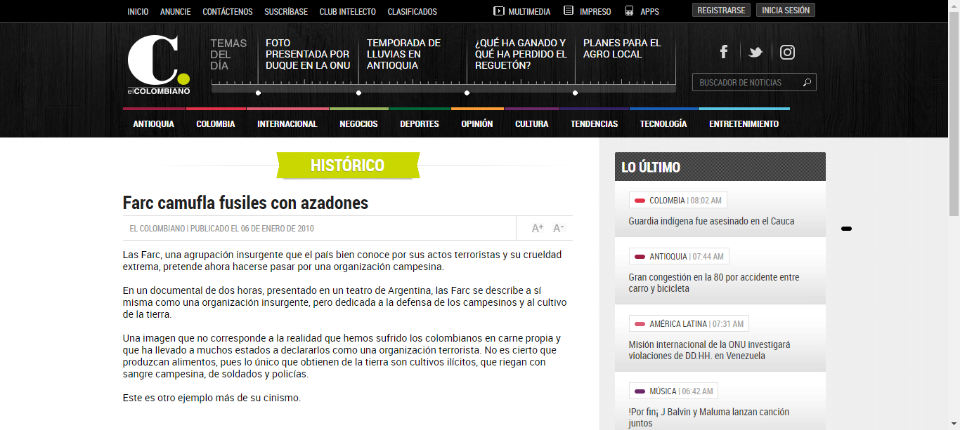 INICIO ANUNCIE CONTÁCTENOS SUSCRÍBASE CLUB INTELECTO CLASIFICADOS MULTIMEDIA IMPRESO APPS REGISTRARSE INICIA SESIÓN
C.
elCOLOMBIANO
TEMAS
DEL
DÍA
FOTO
PRESENTADA POR
DUQUE EN LA ONU
TEMPORADA DE
LLUVIAS EN
ANTIOQUIA
¿QUÉ HA GANADO Y
QUÉ HA PERDIDO EL
REGUETÓN?
PLANES PARA EL
AGRO LOCAL
BUSCADOR DE NOTICIAS
ANTIOQUIA COLOMBIA INTERNACIONAL NEGOCIOS DEPORTES OPINIÓN CULTURA TENDENCIAS TECNOLOGÍA ENTRETENIMIENTO
HISTÓRICO
Farc camufla fusiles con azadones
EL COLOMBIANO | PUBLICADO EL 06 DE ENERO DE 2010 A+ A-
Las Farc, una agrupación insurgente que el país bien conoce por sus actos terroristas y su crueldad
extrema, pretende ahora hacerse pasar por una organización campesina.
En un documental de dos horas, presentado en un teatro de Argentina, las Farc se describe a sí
misma como una organización insurgente, pero dedicada a la defensa de los campesinos y al cultivo
de la tierra.
Una imagen que no corresponde a la realidad que hemos sufrido los colombianos en carne propia y
que ha llevado a muchos estados a declararlos como una organización terrorista. No es cierto que
produzcan alimentos, pues lo único que obtienen de la tierra son cultivos ilícitos, que riegan con
sangre campesina, de soldados y policías.
Este es otro ejemplo más de su cinismo.
LO ÚLTIMO
COLOMBIA | 08:02 AM
Guardia indígena fue asesinado en el Cauca
ANTIOQUIA | 07:44 AM
Gran congestión en la 80 por accidente entre
carro y bicicleta
AMÉRICA LATINA | 07:31 AM
Misión internacional de la ONU investigará
violaciones de DD.HH. en Venezuela
MÚSICA | 06:42 AM
!Por fin¡ J Balvin y Maluma lanzan canción
juntos